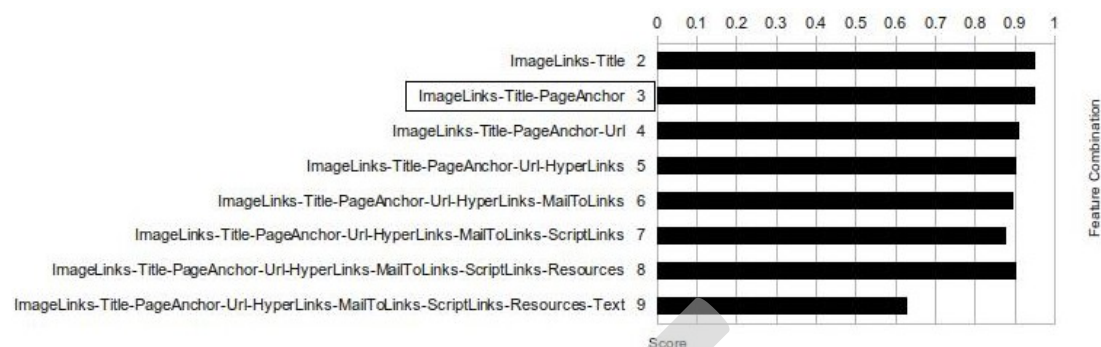 0 0.1 0.2 0.3 0.4 0.5 0.6 0.7 0.8 0.9 1
ImageLinks-Title 2
ImageLinks-Title-PageAnchor 3
ImageLinks-Title-PageAnchor-Url 4
ImageLinks-Title-PageAnchor-Url-HyperLinks 5
ImageLinks-Title-PageAnchor-Url-HyperLinks-MailToLinks 6
ImageLinks-Title-PageAnchor-Url-HyperLinks-MailToLinks-ScriptLinks 7
ImageLinks-Title-PageAnchor-Url-HyperLinks-MailToLinks-ScriptLinks-Resources 8
ImageLinks-Title-PageAnchor-Url-HyperLinks-MailToLinks-ScriptLinks-Resources-Text 9
Feature Combination
Score